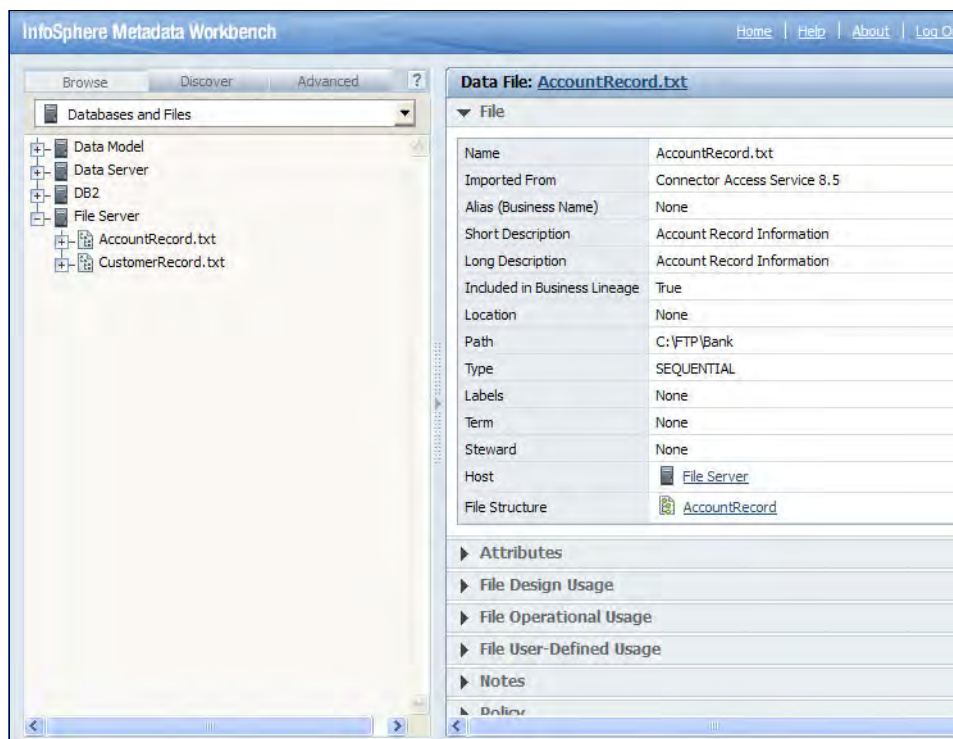 InfoSphere Metadata Workbench
Home | Help | About | Log O
Browse Discover Advanced ?
Databases and Files
Data Model
Data Server
DB2
File Server
AccountRecord.txt
CustomerRecord.txt
Data File: AccountRecord.txt
File
Name AccountRecord.txt
Imported From Connector Access Service 8.5
Alias (Business Name) None
Short Description Account Record Information
Long Description Account Record Information
Included in Business Lineage True
Location None
Path C:\FTP\Bank
Type SEQUENTIAL
Labels None
Term None
Steward None
Host File Server
File Structure AccountRecord
Attributes
File Design Usage
File Operational Usage
File User-Defined Usage
Notes
Policy